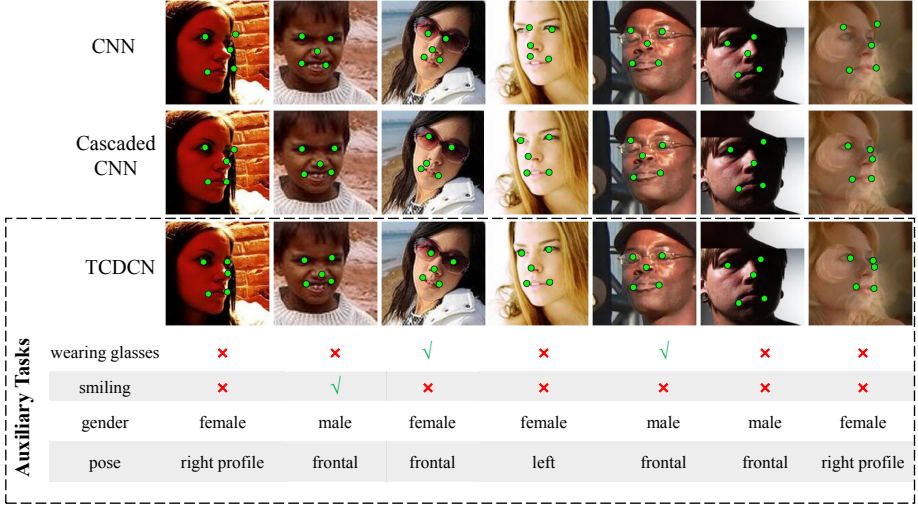 CNN
Cascaded
CNN
TCDCN
Auxiliary Tasks
wearing glasses × × √ × √ × ×
smiling × √ × × × × ×
gender female male female female male male female
pose right profile frontal frontal left frontal frontal right profile